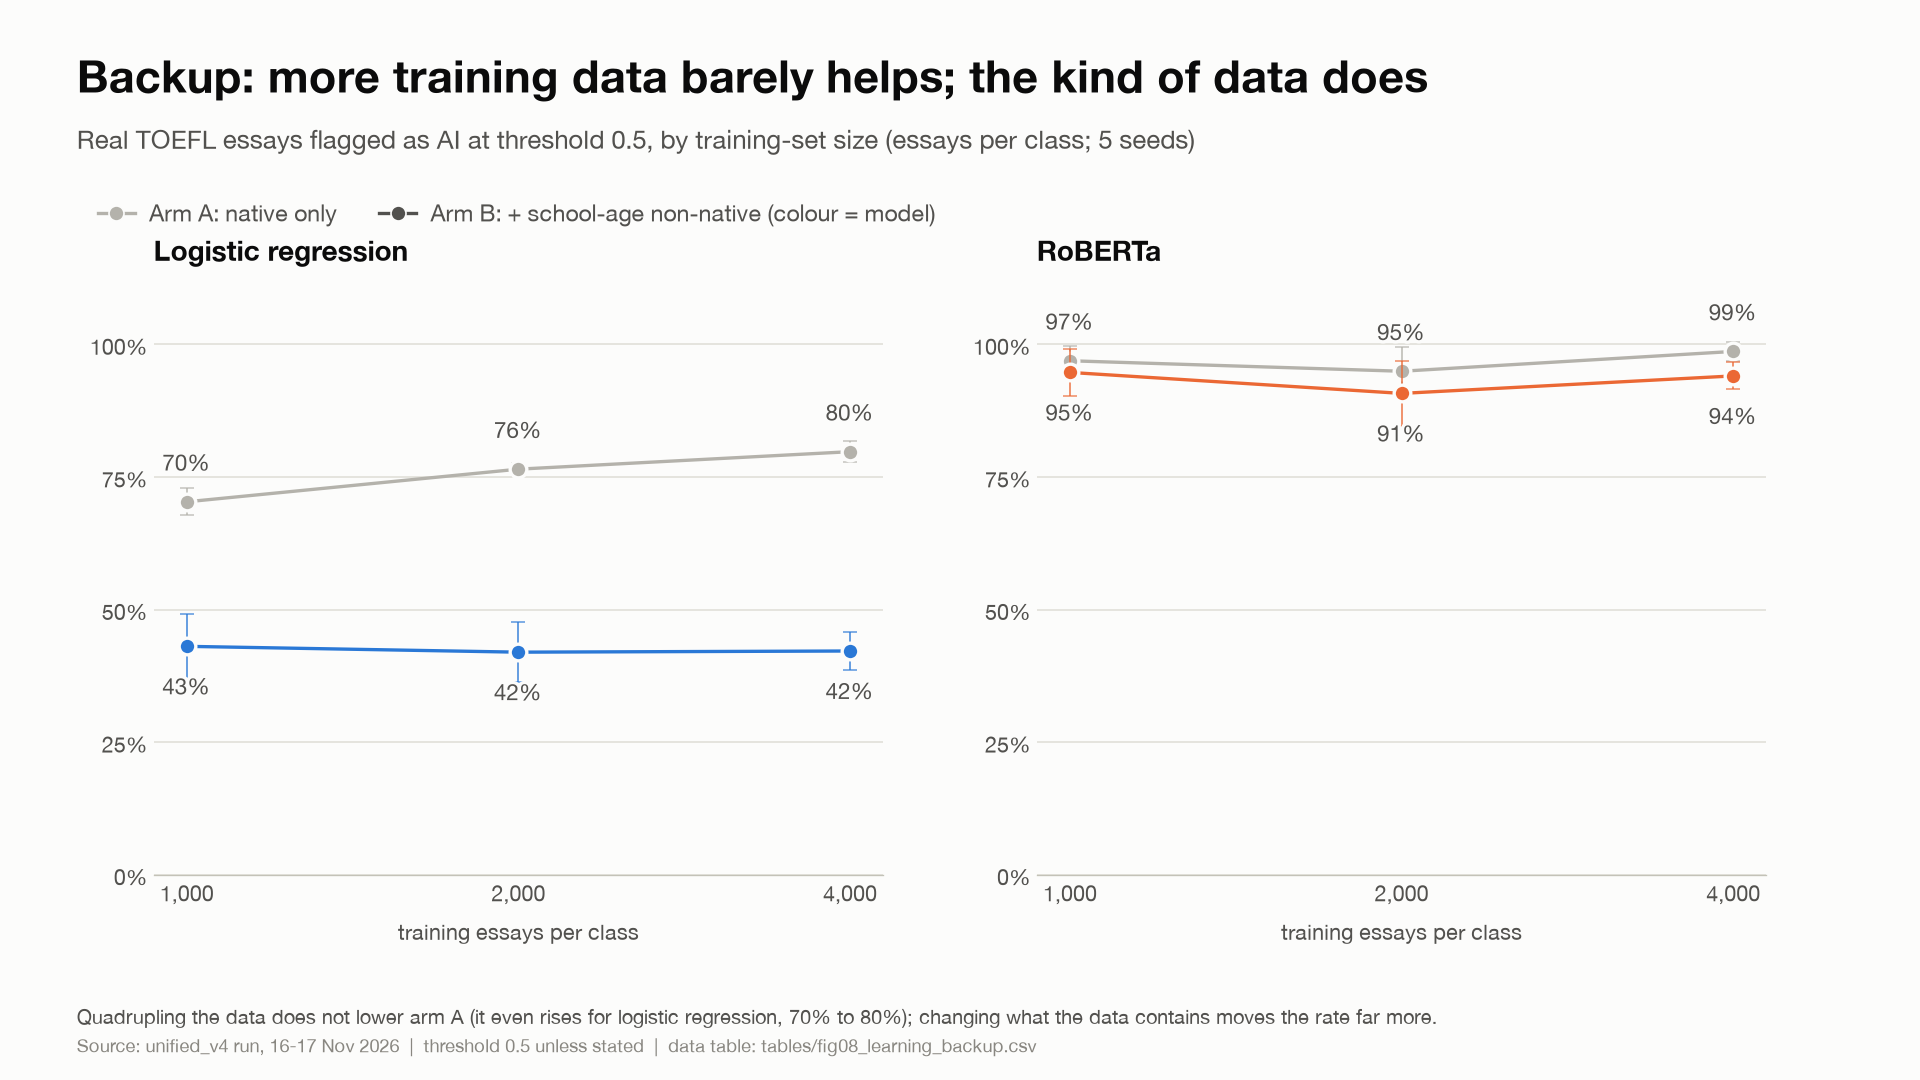 Backup: more training data barely helps; the kind of data does
Real TOEFL essays flagged as AI at threshold 0.5, by training-set size (essays per class; 5 seeds)
Arm A: native only
Arm B: + school-age non-native (colour = model)
Logistic regression
100%
75%
50%
25%
0%
70%
76%
80%
43%
42%
42%
1,000
2,000
4,000
training essays per class
RoBERTa
100%
75%
50%
25%
0%
97%
95%
99%
95%
91%
94%
1,000
2,000
4,000
training essays per class
Quadrupling the data does not lower arm A (it even rises for logistic regression, 70% to 80%); changing what the data contains moves the rate far more.
Source: unified_v4 run, 16-17 Nov 2026 | threshold 0.5 unless stated | data table: tables/fig08_learning_backup.csv